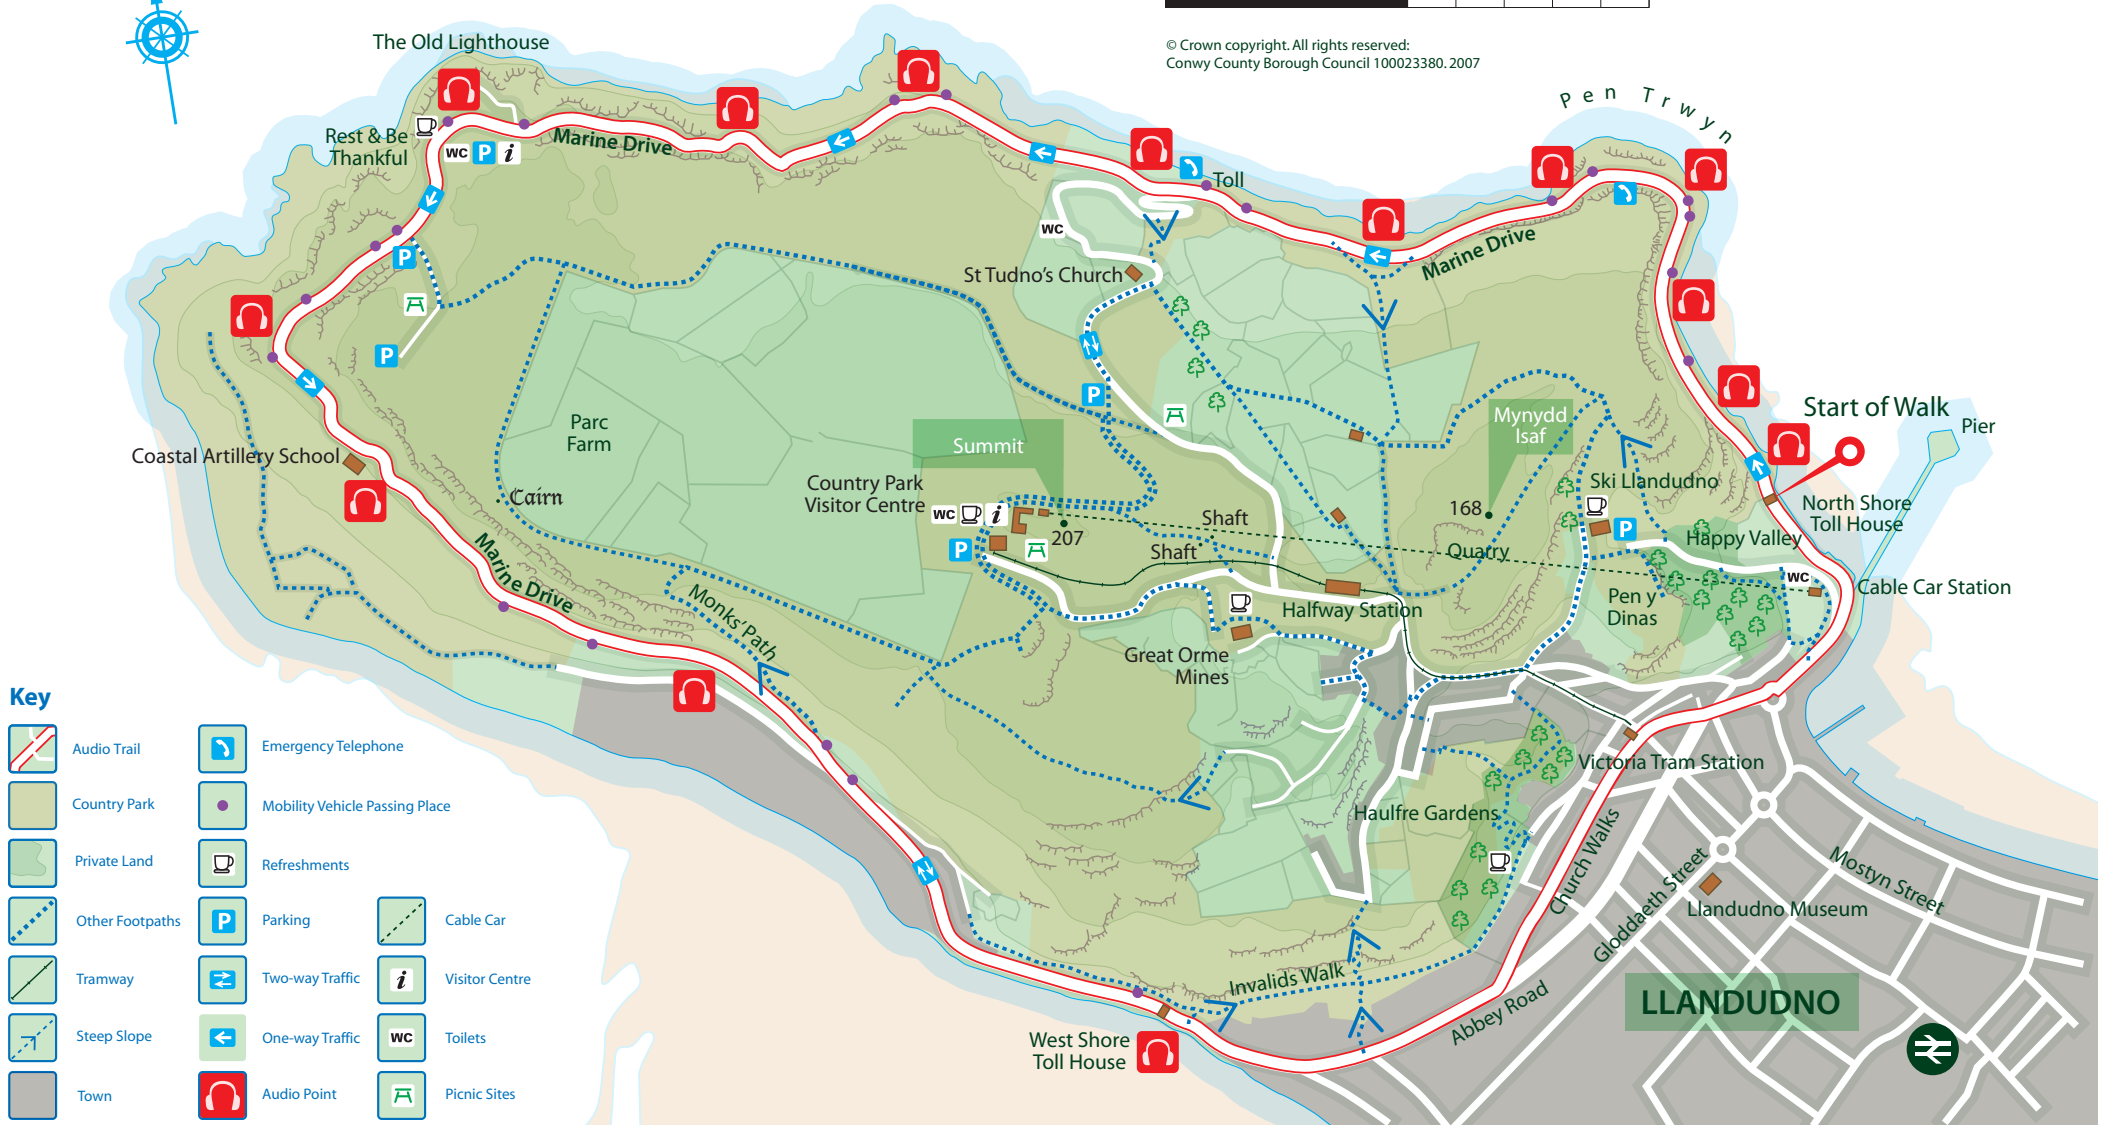 © Crown copyright. All rights reserved:
Conwy County Borough Council 100023380. 2007
The Old Lighthouse
Pen Trwyn
Rest & Be
Thankful
WC P i
Marine Drive
Toll
WC
P
St Tudno's Church
Marine Drive
P
P
Start of Walk
Pier
Parc
Farm
Summit
Mynydd
Isaf
Coastal Artillery School
Cairn
Country Park
Visitor Centre
WC i
P
207
Shaft
Shaft
168
Quarry
Ski Llandudno
P
North Shore
Toll House
Happy Valley
WC
Cable Car Station
Marine Drive
Monks' Path
Halfway Station
Pen y
Dinas
Great Orme
Mines
Victoria Tram Station
Haulfre Gardens
Church Walks
Gloddaeth Street
Mostyn Street
Llandudno Museum
Invalids Walk
Abbey Road
LLANDUDNO
West Shore
Toll House
Key
Audio Trail
Emergency Telephone
Country Park
Mobility Vehicle Passing Place
Private Land
Refreshments
Other Footpaths
P Parking
Cable Car
Tramway
Two-way Traffic
i Visitor Centre
Steep Slope
One-way Traffic
WC Toilets
Town
Audio Point
Picnic Sites